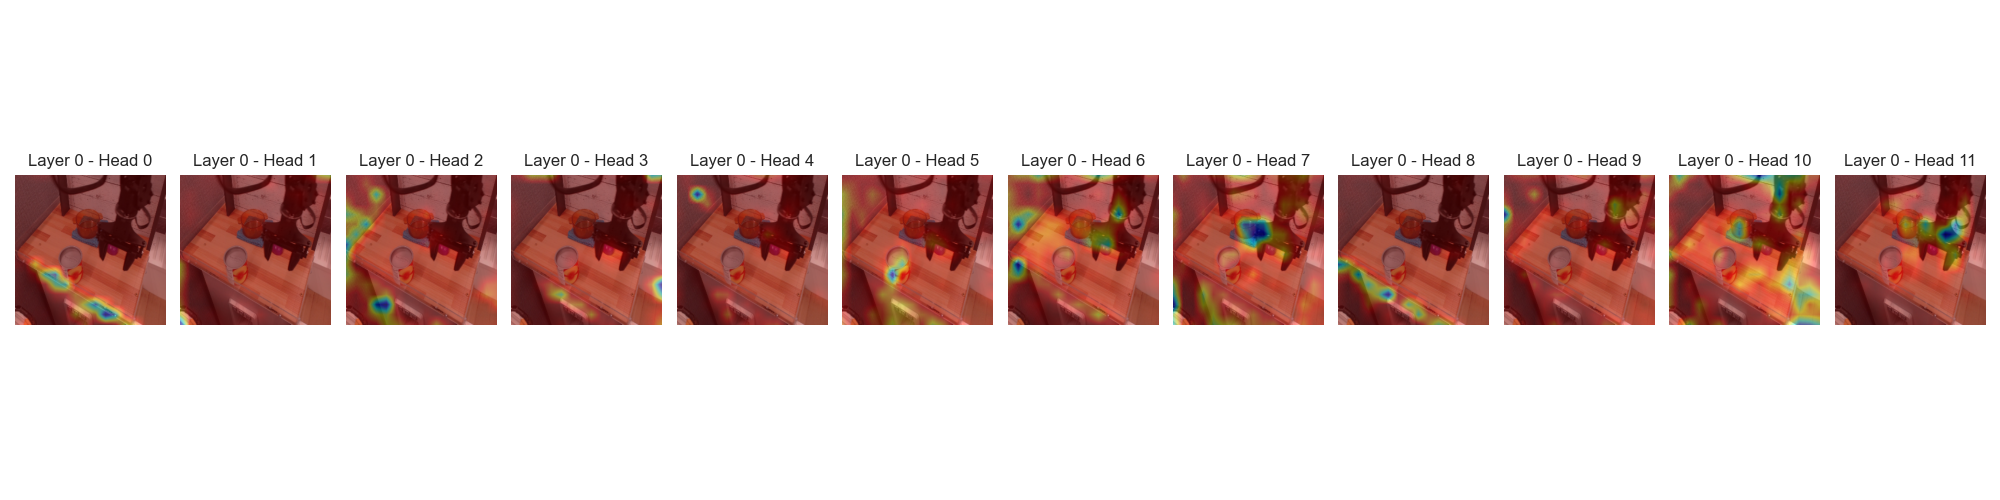 Layer 0 - Head 0
Layer 0 - Head 1
Layer 0 - Head 2
Layer 0 - Head 3
Layer 0 - Head 4
Layer 0 - Head 5
Layer 0 - Head 6
Layer 0 - Head 7
Layer 0 - Head 8
Layer 0 - Head 9
Layer 0 - Head 10
Layer 0 - Head 11